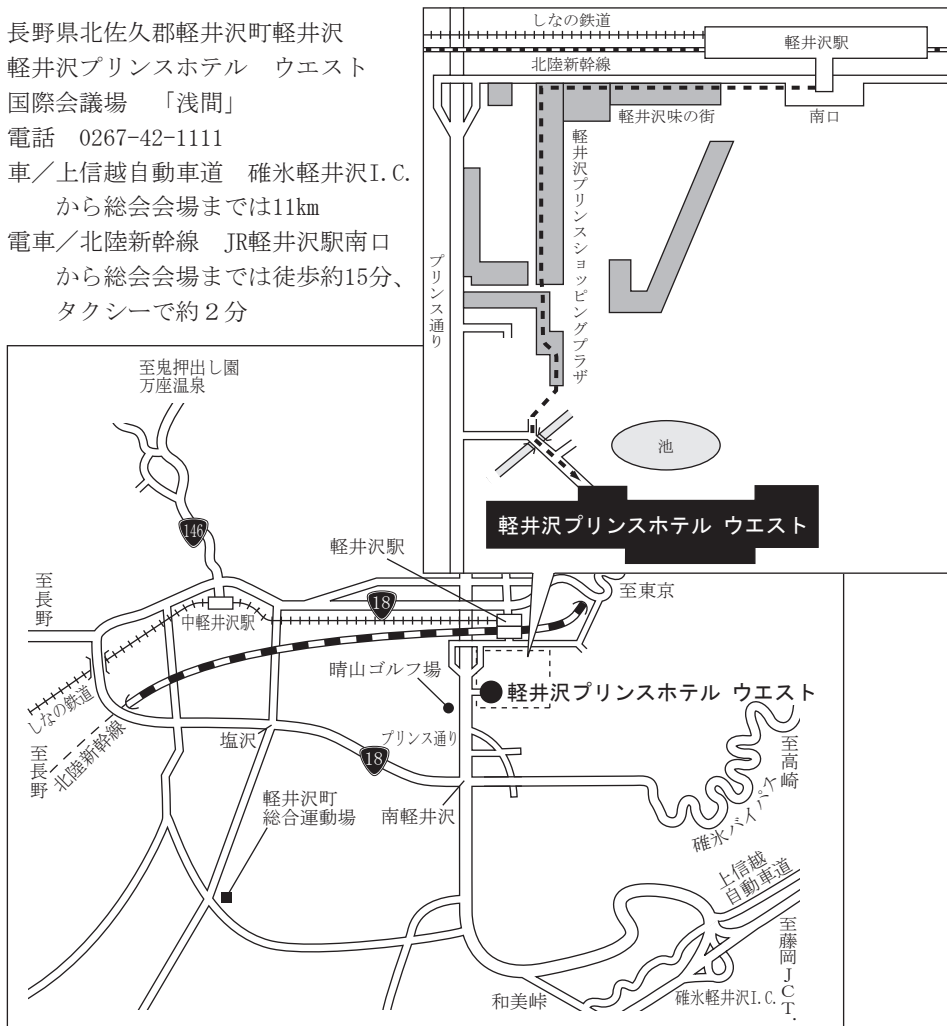 長野県北佐久郡軽井沢町軽井沢
軽井沢プリンスホテル　ウエスト
国際会議場　「浅間」
電話　0267-42-1111
車／上信越自動車道　碓氷軽井沢I.C.
から総会会場までは11km
電車／北陸新幹線　JR軽井沢駅南口
から総会会場までは徒歩約15分、
タクシーで約２分
しなの鉄道
軽井沢駅
北陸新幹線
軽井沢味の街
南口
軽井沢プリンスショッピングプラザ
プリンス通り
池
軽井沢プリンスホテル ウエスト
至鬼押出し園
万座温泉
146
軽井沢駅
至長野
中軽井沢駅
18
至東京
晴山ゴルフ場
軽井沢プリンスホテル ウエスト
しなの鉄道
北陸新幹線
至長野
塩沢
プリンス通り
18
至高崎
碓氷バイパス
軽井沢町
総合運動場
南軽井沢
上信越
自動車道
至藤岡JCT.
和美峠
碓氷軽井沢I.C.